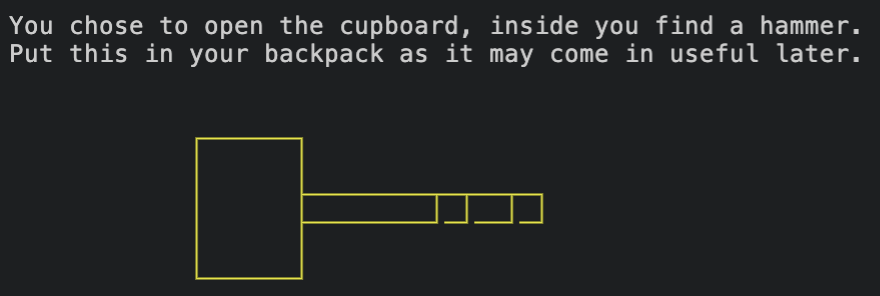 You chose to open the cupboard, inside you find a hammer.
Put this in your backpack as it may come in useful later.